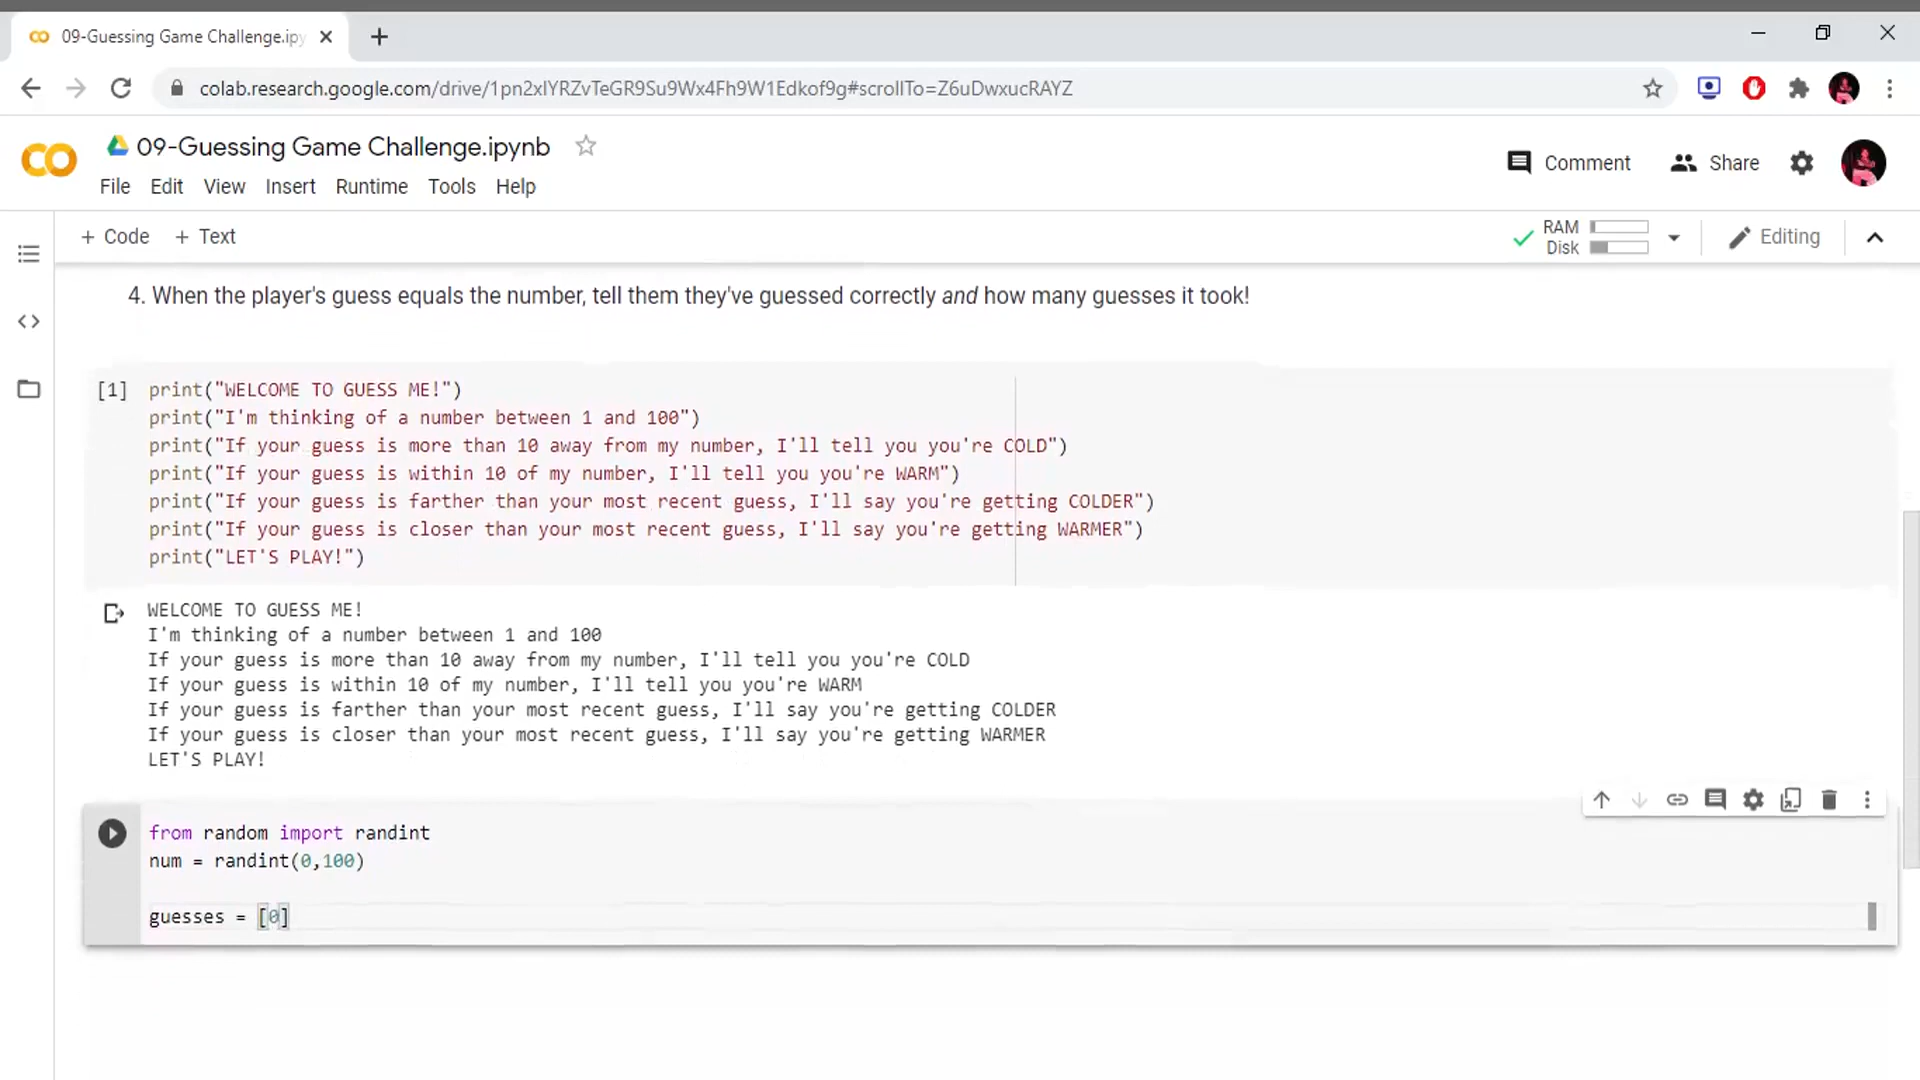 09-Guessing Game Challenge.ipy
colab.research.google.com/drive/1pn2xlYRZvTeGR9Su9Wx4Fh9W1Edkof9g#scrollTo=Z6uDwxucRAYZ
09-Guessing Game Challenge.ipynb
File Edit View Insert Runtime Tools Help
Comment Share
+ Code + Text
RAM
Disk
Editing
4. When the player's guess equals the number, tell them they've guessed correctly and how many guesses it took!
[1] print("WELCOME TO GUESS ME!")
print("I'm thinking of a number between 1 and 100")
print("If your guess is more than 10 away from my number, I'll tell you you're COLD")
print("If your guess is within 10 of my number, I'll tell you you're WARM")
print("If your guess is farther than your most recent guess, I'll say you're getting COLDER")
print("If your guess is closer than your most recent guess, I'll say you're getting WARMER")
print("LET'S PLAY!")
WELCOME TO GUESS ME!
I'm thinking of a number between 1 and 100
If your guess is more than 10 away from my number, I'll tell you you're COLD
If your guess is within 10 of my number, I'll tell you you're WARM
If your guess is farther than your most recent guess, I'll say you're getting COLDER
If your guess is closer than your most recent guess, I'll say you're getting WARMER
LET'S PLAY!
from random import randint
num = randint(0,100)
guesses = [0]